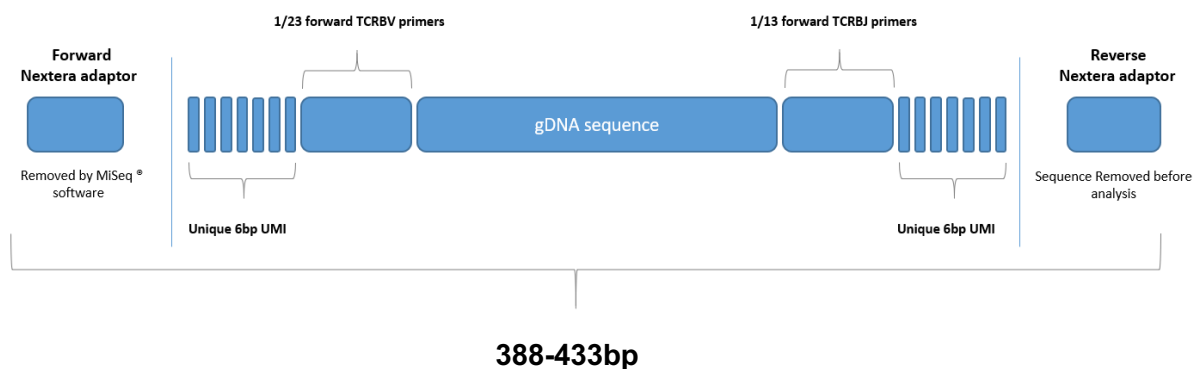 1/23 forward TCRBV primers
1/13 forward TCRBJ primers
Forward
Nextera adaptor
Reverse
Nextera adaptor
gDNA sequence
Removed by MiSeq ®
software
Sequence Removed before
analysis
Unique 6bp UMI
Unique 6bp UMI
388-433bp